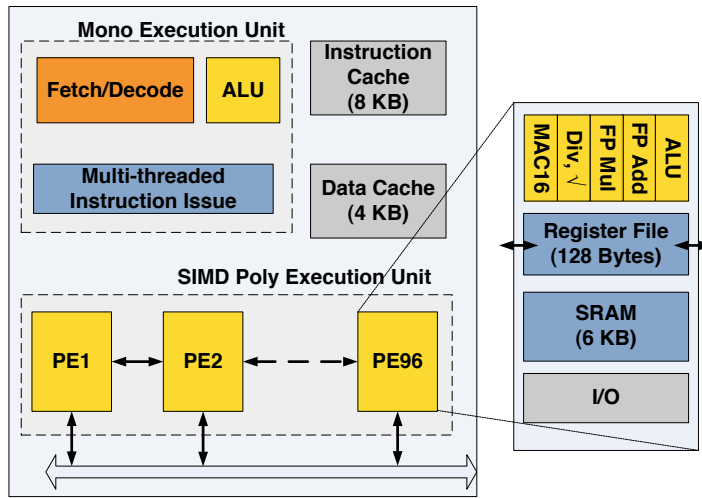 Mono Execution Unit
Fetch/Decode
ALU
Multi-threaded
Instruction Issue
Instruction
Cache
(8 KB)
Data Cache
(4 KB)
SIMD Poly Execution Unit
PE1
PE2
PE96
MAC16
Div, √
FP Mul
FP Add
ALU
Register File
(128 Bytes)
SRAM
(6 KB)
I/O